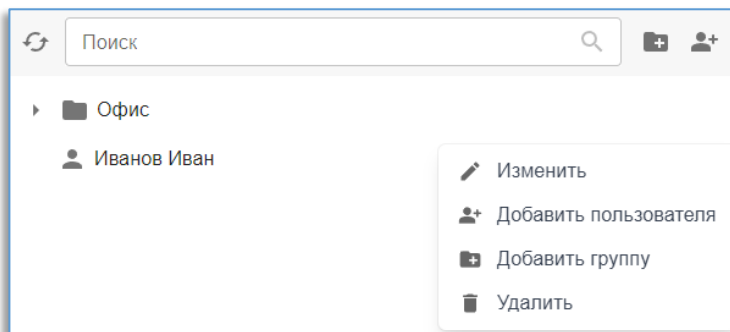 Поиск
Офис
Иванов Иван
Изменить
Добавить пользователя
Добавить группу
Удалить